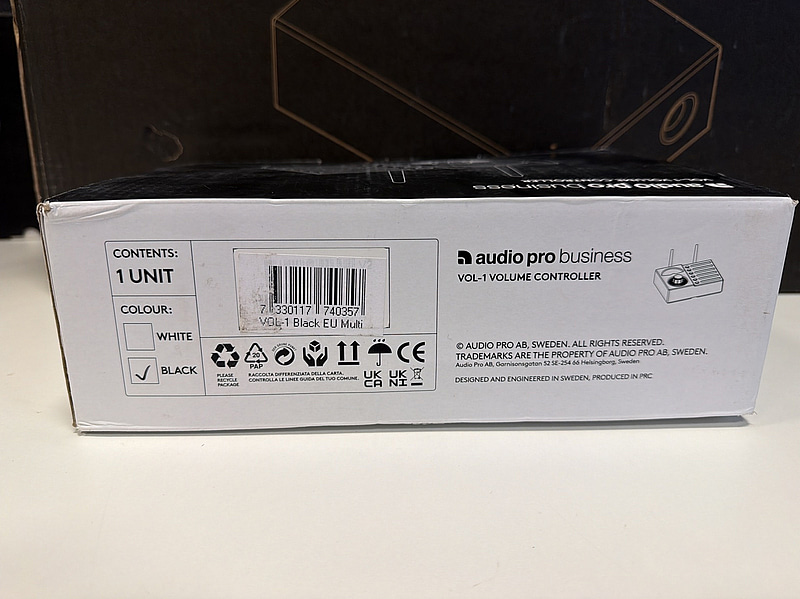 audio pro business
VOLUME CONTROLLER
CONTENTS:
1 UNIT
COLOUR:
WHITE
BLACK
330117 740357
VOL-1 Black EU Multi
PLEASE
RECYCLE
PACKAGE
20
PAP
RACCOLTA DIFFERENZIATA DELLA CARTA.
CONTROLLA LE LINEE GUIDA DEL TUO COMUNE.
CE
UK
CA
UK
NI
audio pro business
VOL-1 VOLUME CONTROLLER
© AUDIO PRO AB, SWEDEN. ALL RIGHTS RESERVED.
TRADEMARKS ARE THE PROPERTY OF AUDIO PRO AB, SWEDEN.
Audio Pro AB, Garnisonsgatan 52 SE-254 66 Helsingborg, Sweden
DESIGNED AND ENGINEERED IN SWEDEN, PRODUCED IN PRC